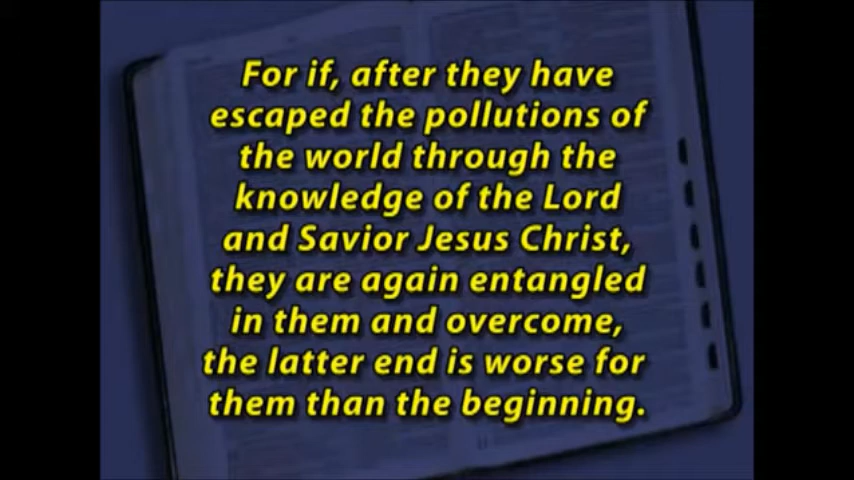 For if, after they have
escaped the pollutions of
the world through the
knowledge of the Lord
and Savior Jesus Christ,
they are again entangled
in them and overcome,
the latter end is worse for
them than the beginning.